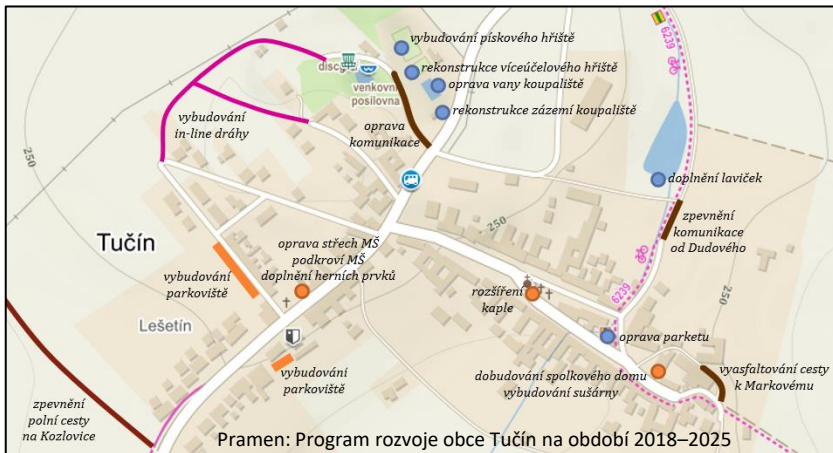 vybudování pískového hřiště
discgolf
rekonstrukce víceúčelového hřiště
venkovní
posilovna
oprava vany koupaliště
rekonstrukce zázemí koupaliště
vybudování
in-line dráhy
oprava
komunikace
6239
250
doplnění laviček
250
zpevnění
komunikace
od Dudového
Tučín
oprava střech MŠ
podkroví MŠ
doplnění herních prvků
vybudování
parkoviště
rozšíření
kaple
6239
250
Lešetín
oprava parketu
vybudování
parkoviště
dobudování spolkového domu
vybudování sušárny
vyasfaltování cesty
k Markovému
zpevnění
polní cesty
na Kozlovice
Pramen: Program rozvoje obce Tučín na období 2018–2025